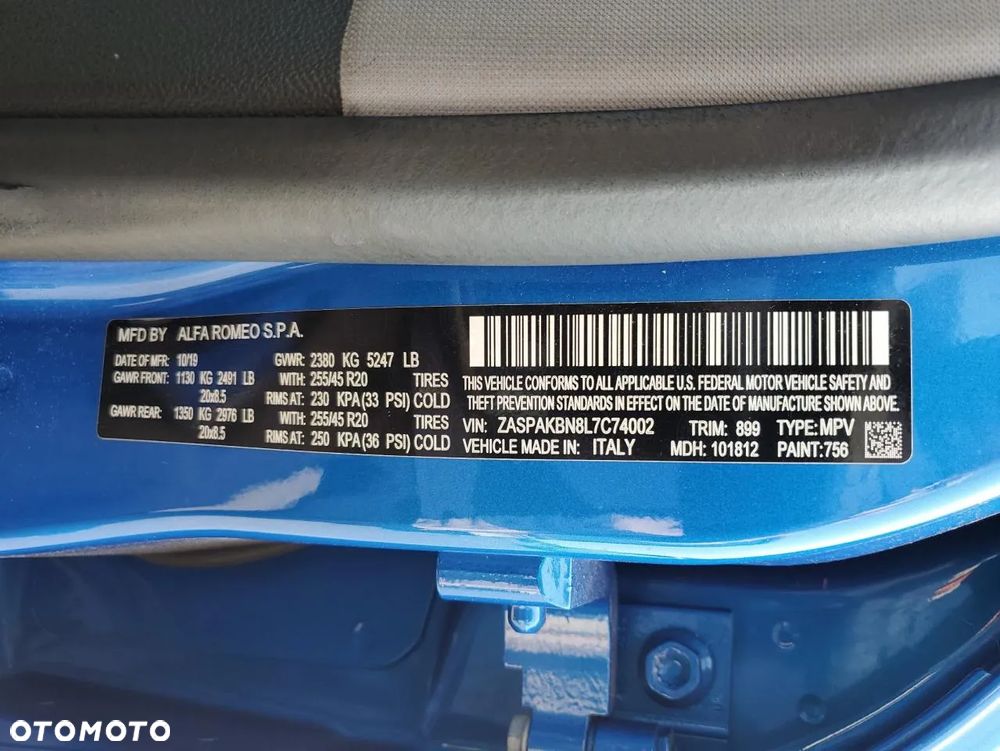 MFD BY ALFA ROMEO S.P.A.
DATE OF MFR: 10/19 GVWR: 2380 KG 5247 LB
GAWR FRONT: 1130 KG 2491 LB WITH: 255/45 R20 TIRES
20x8.5 RIMS AT: 230 KPA (33 PSI) COLD
GAWR REAR: 1350 KG 2976 LB WITH: 255/45 R20 TIRES
20x8.5 RIMS AT: 250 KPA (36 PSI) COLD
THIS VEHICLE CONFORMS TO ALL APPLICABLE U.S. FEDERAL MOTOR VEHICLE SAFETY AND
THEFT PREVENTION STANDARDS IN EFFECT ON THE DATE OF MANUFACTURE SHOWN ABOVE.
VIN: ZASPAKBN8L7C74002 TRIM: 899 TYPE: MPV
VEHICLE MADE IN: ITALY MDH: 101812 PAINT:756
OTOMOTO